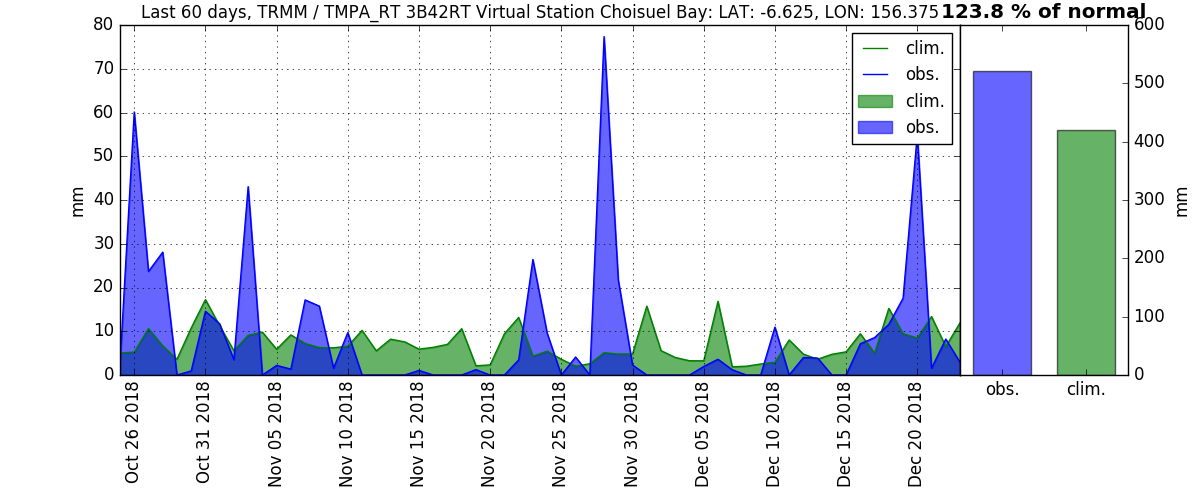 Last 60 days, TRMM / TMPA_RT 3B42RT Virtual Station Choisuel Bay: LAT: -6.625, LON: 156.375
123.8 % of normal
80
70
60
50
40
30
20
10
0
mm
clim.
obs.
clim.
obs.
600
500
400
300
200
100
0
mm
Oct 26 2018
Oct 31 2018
Nov 05 2018
Nov 10 2018
Nov 15 2018
Nov 20 2018
Nov 25 2018
Nov 30 2018
Dec 05 2018
Dec 10 2018
Dec 15 2018
Dec 20 2018
obs.
clim.